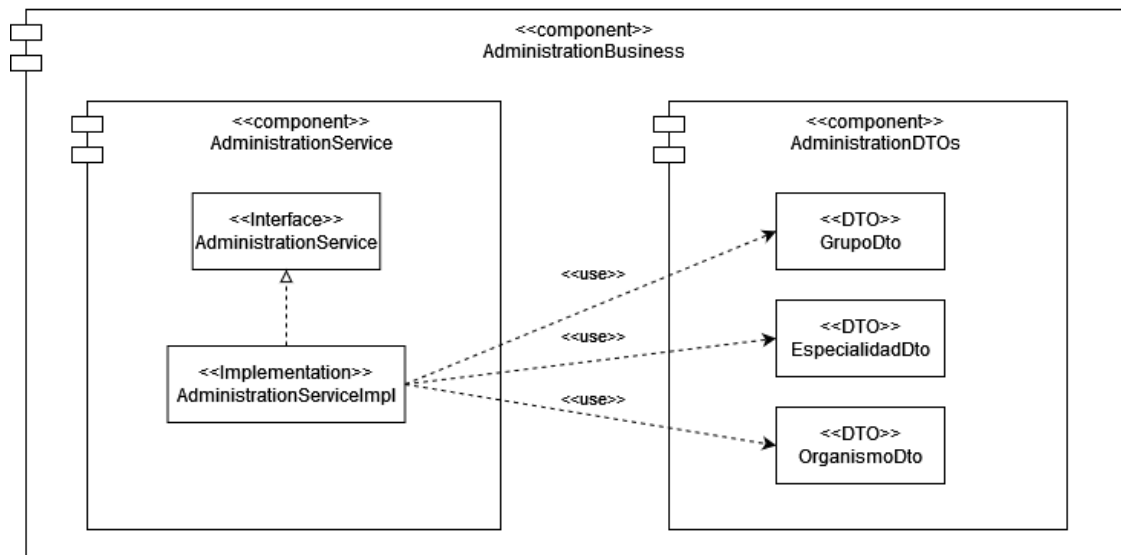 <<component>>
AdministrationBusiness
<<component>>
AdministrationService
<<Interface>>
AdministrationService
<<Implementation>>
AdministrationServiceImpl
<<use>>
<<use>>
<<use>>
<<component>>
AdministrationDTOs
<<DTO>>
GrupoDto
<<DTO>>
EspecialidadDto
<<DTO>>
OrganismoDto